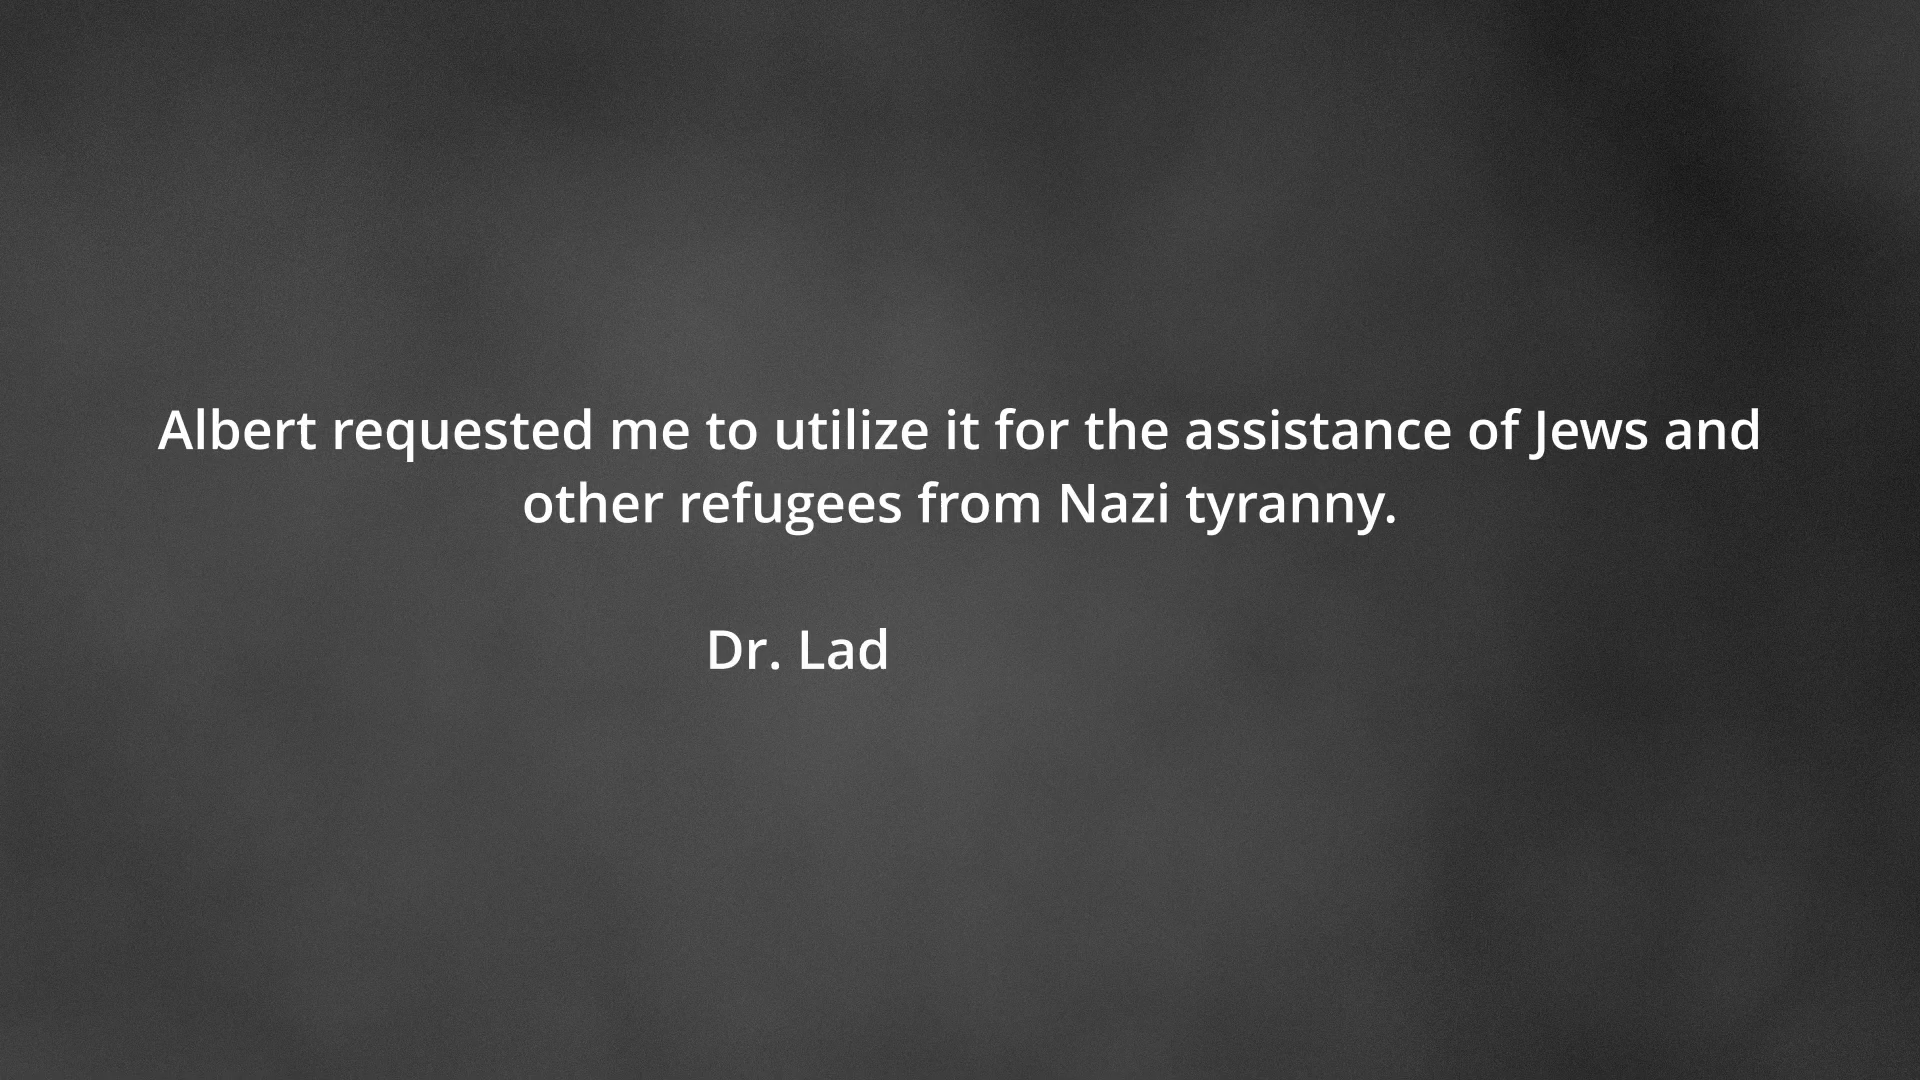 Albert requested me to utilize it for the assistance of Jews and
other refugees from Nazi tyranny.
Dr. Lad